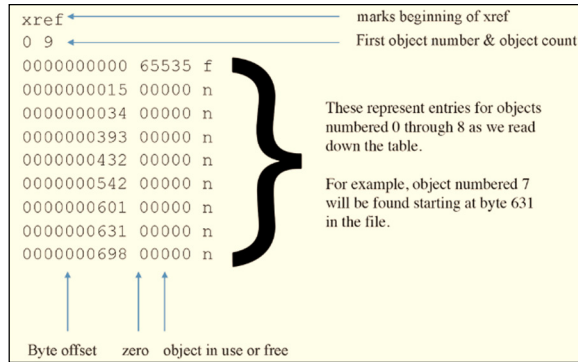 xref
marks beginning of xref
0 9
First object number & object count
0000000000 65535 f
0000000015 00000 n
0000000034 00000 n
0000000393 00000 n
0000000432 00000 n
0000000542 00000 n
0000000601 00000 n
0000000631 00000 n
0000000698 00000 n
}
These represent entries for objects
numbered 0 through 8 as we read
down the table.
For example, object numbered 7
will be found starting at byte 631
in the file.
Byte offset zero object in use or free